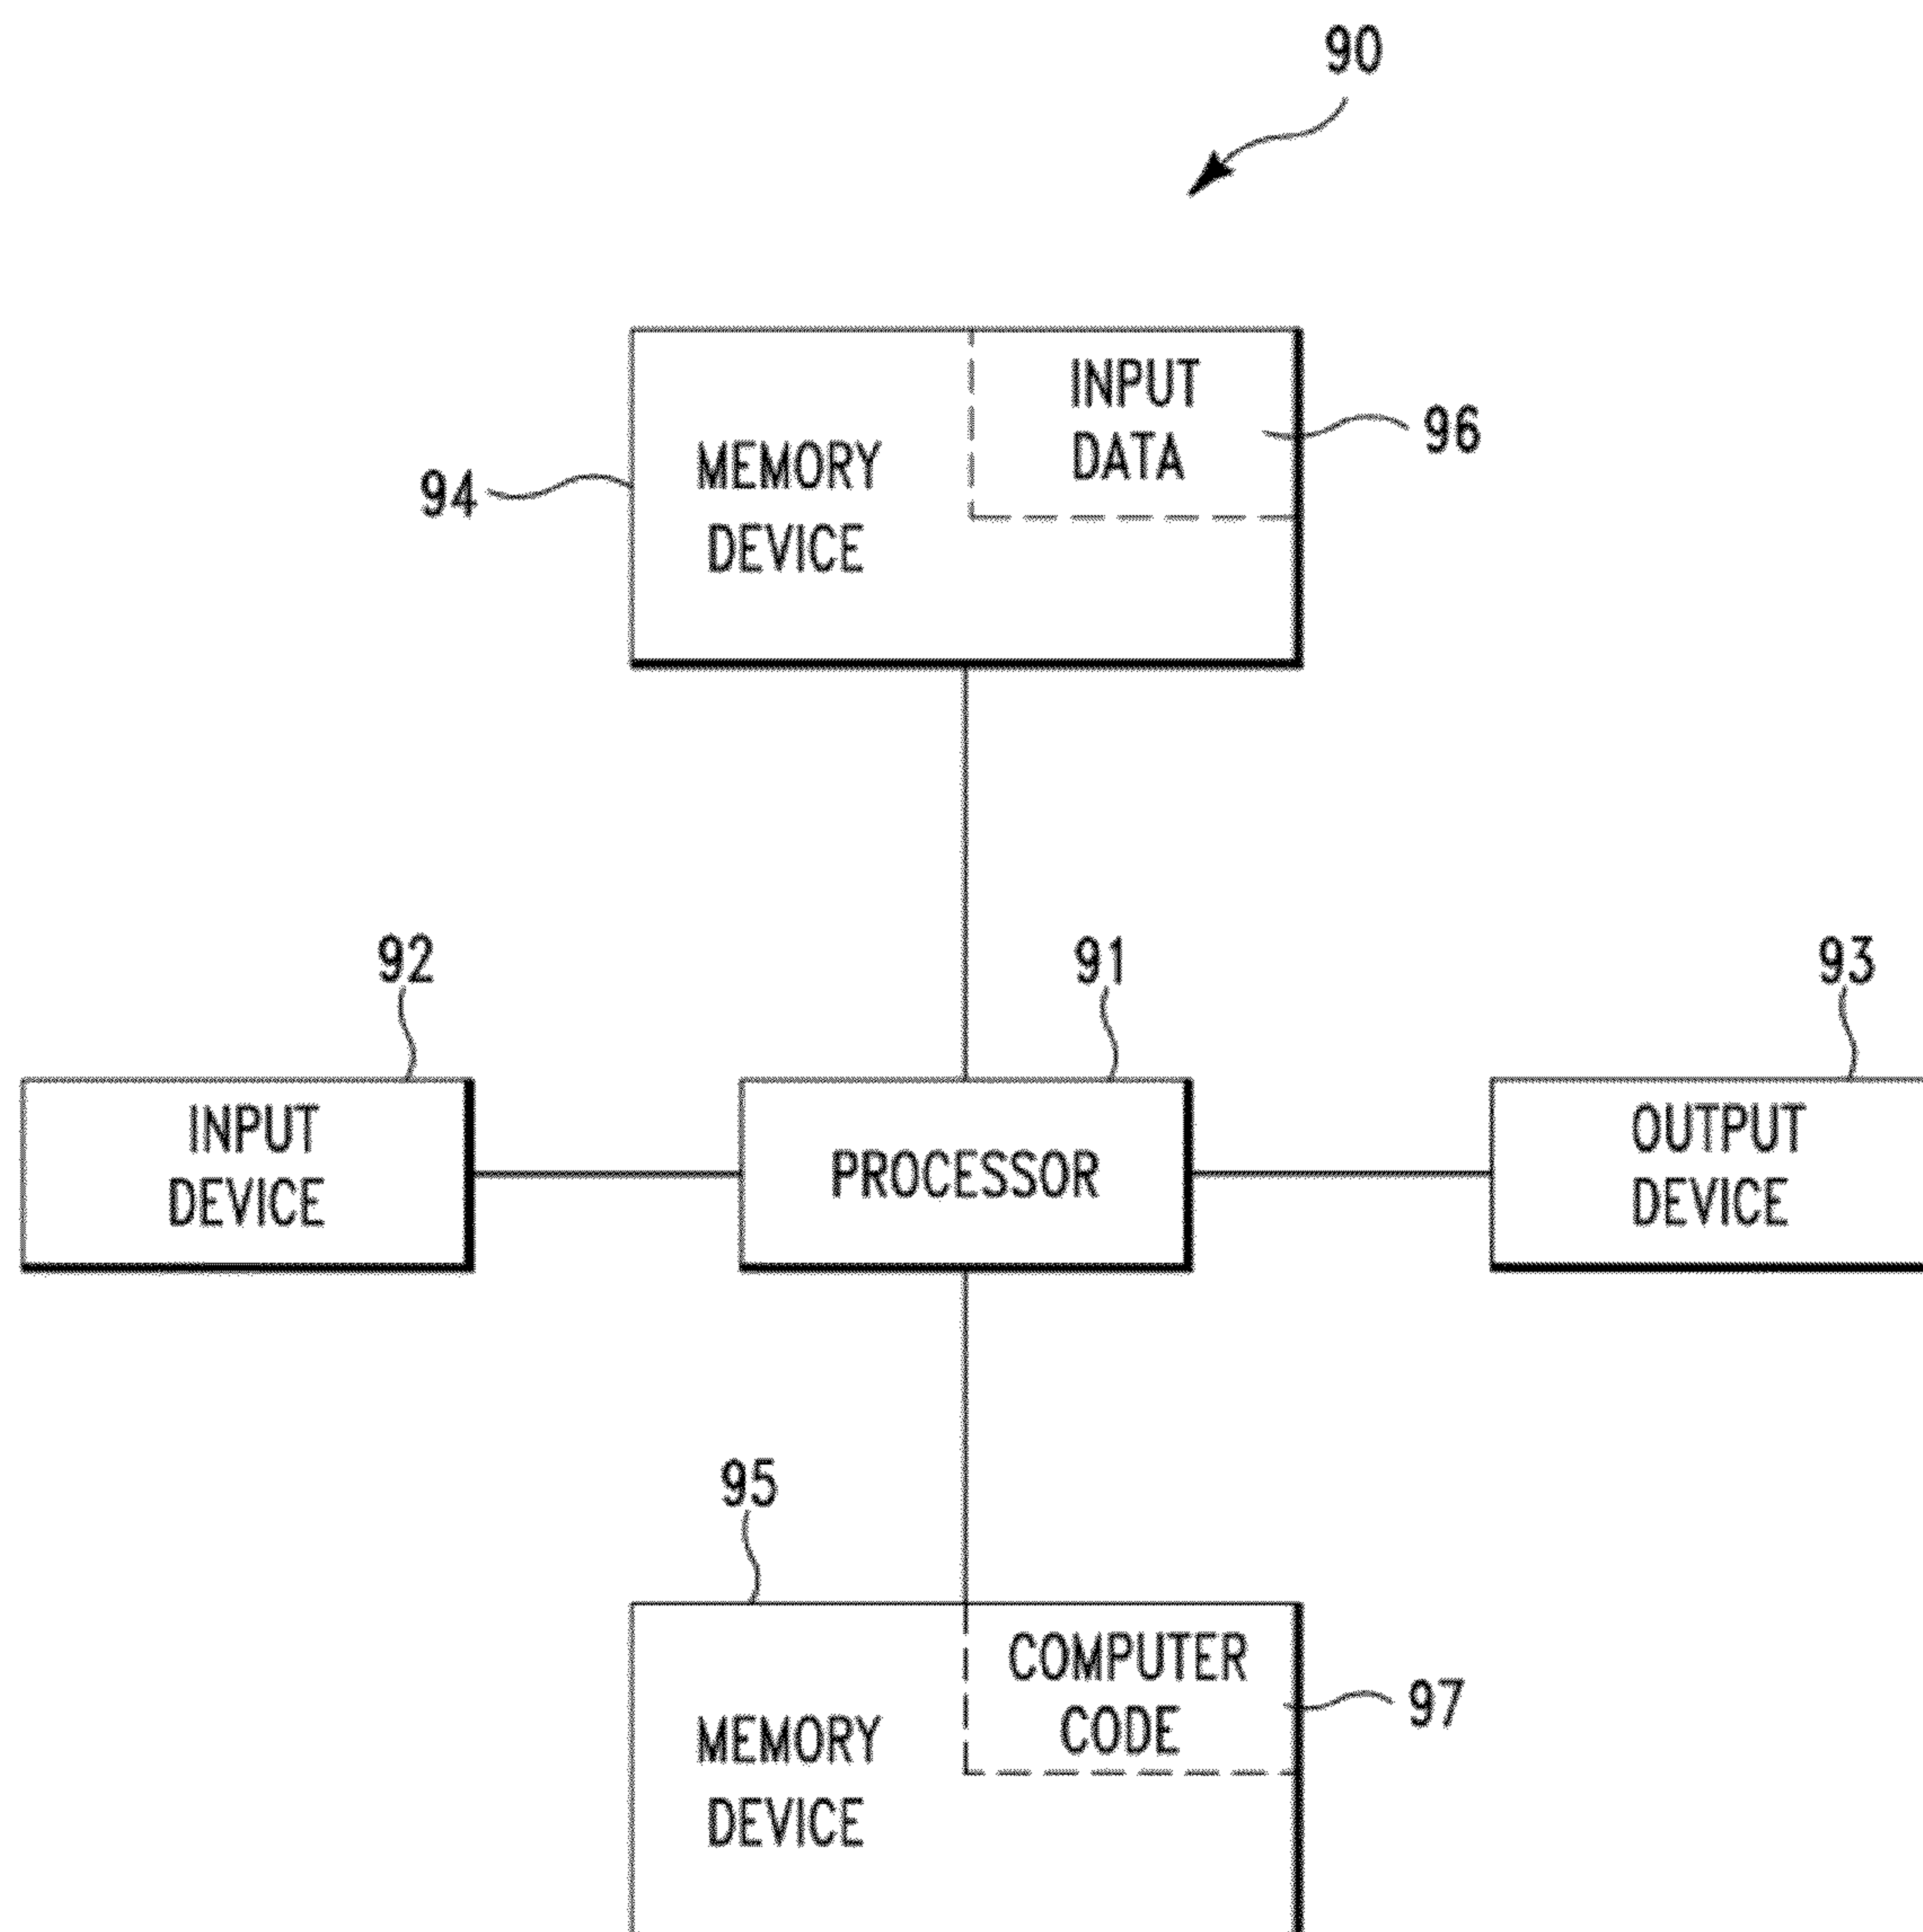 90
INPUT
DATA
96
MEMORY
DEVICE
94
92
91
93
INPUT
DEVICE
PROCESSOR
OUTPUT
DEVICE
95
COMPUTER
CODE
97
MEMORY
DEVICE